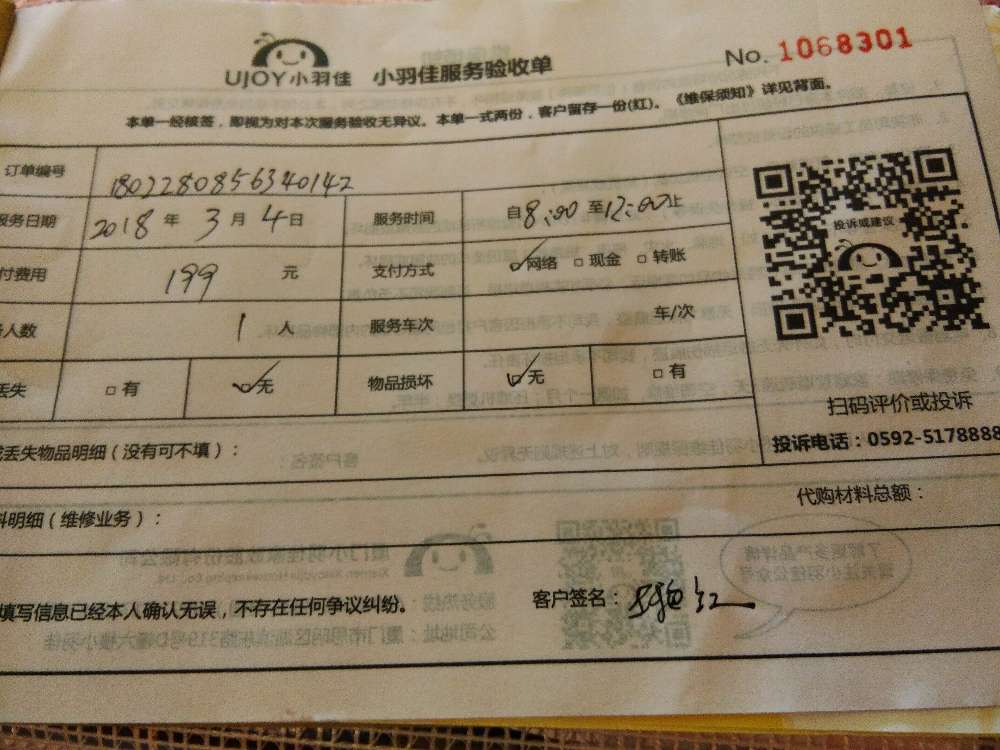 UJOY小羽佳 小羽佳服务验收单 No. 1068301
本单一经核签，即视为对本次服务验收无异议。本单一式两份，客户留存一份(红)。《维保须知》详见背面。
订单编号 1802280856340142
服务日期 2018 年 3 月 4 日 服务时间 自 8:00 至 12:00 止
付费用 199 元 支付方式 ☑网络 □现金 □转账
人数 1 人 服务车次 车/次
丢失 □有 ☑无 物品损坏 ☑无 □有
投诉或建议
扫码评价或投诉
投诉电话：0592-5178888
丢失物品明细（没有可不填）：
代购材料总额：
料明细（维修业务）：
填写信息已经本人确认无误，不存在任何争议纠纷。 客户签名：